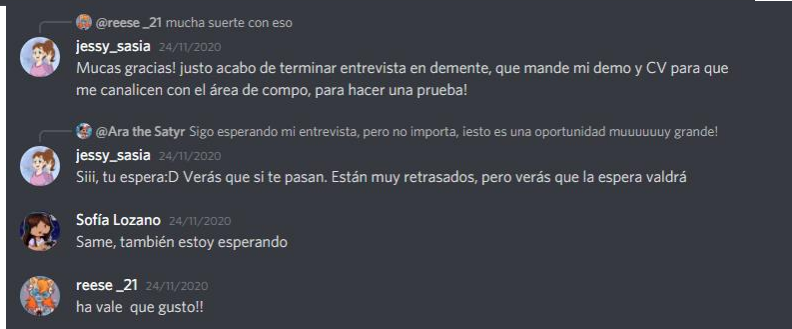 @reese _21 mucha suerte con eso
jessy_sasia 24/11/2020
Mucas gracias! justo acabo de terminar entrevista en demente, que mande mi demo y CV para que
me canalicen con el área de compo, para hacer una prueba!
@Ara the Satyr Sigo esperando mi entrevista, pero no importa, ¡esto es una oportunidad muuuuuuy grande!
jessy_sasia 24/11/2020
Siii, tu espera:D Verás que si te pasan. Están muy retrasados, pero verás que la espera valdrá
Sofía Lozano 24/11/2020
Same, también estoy esperando
reese _21 24/11/2020
ha vale que gusto!!